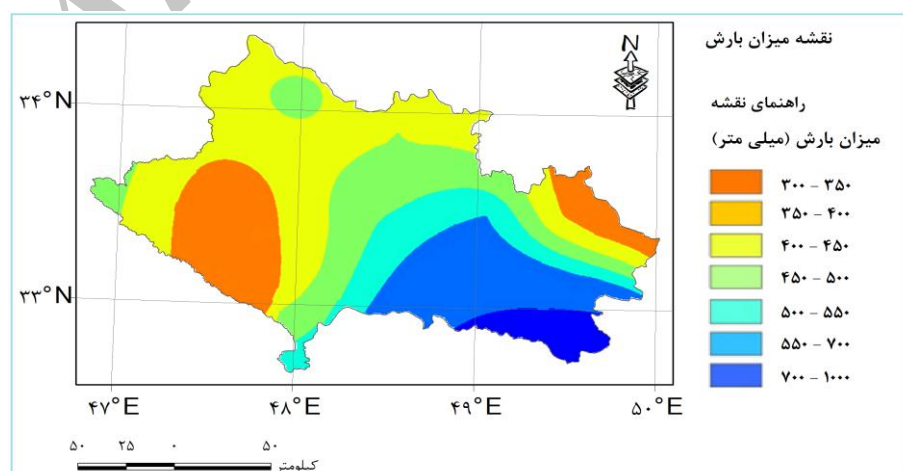 نقشه میزان بارش
N
راهنمای نقشه
میزان بارش (میلی متر)
۳۰۰ – ۳۵۰
۳۵۰ – ۴۰۰
۴۰۰ – ۴۵۰
۴۵۰ – ۵۰۰
۵۰۰ – ۵۵۰
۵۵۰ – ۷۰۰
۷۰۰ – ۱۰۰۰
۳۴°N
۳۳°N
۴۷°E ۴۸°E ۴۹°E ۵۰°E
۵۰ ۲۵ ۰ ۵۰
کیلومتر